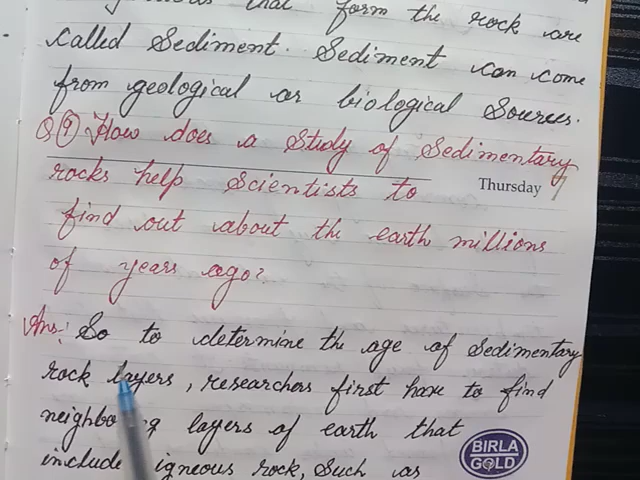 that form the rock are
called Sediment. Sediment can come
from geological or biological Sources.
Q(9) How does a Study of Sedimentary
rocks help Scientists to
Thursday 7
find out about the earth millions
of years ago?
Ans: So to determine the age of Sedimentary
rock layers, researchers first have to find
layers of earth that
include igneous rock, Such as
BIRLA
GOLD